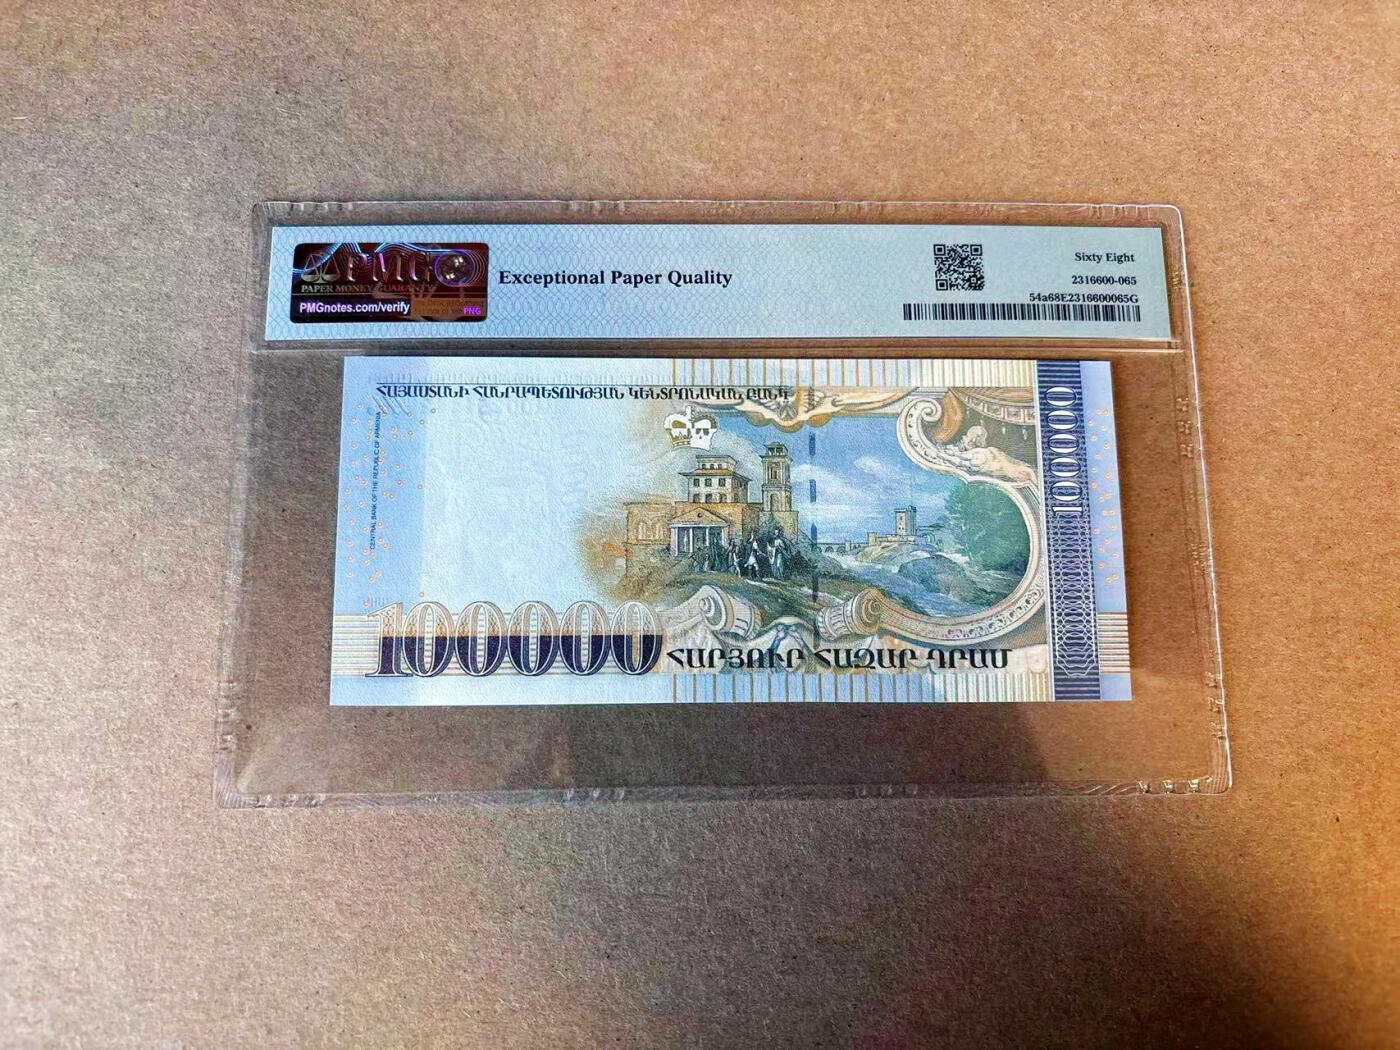 PMG
PAPER MONEY GUARANTY
PMGnotes.com/verify
PNG
Exceptional Paper Quality
Sixty Eight
2316600-065
54a68E2316600065G
ՀԱՅԱՍՏԱՆԻ ՀԱՆՐԱՊԵՏՈՒԹՅԱՆ ԿԵՆՏՐՈՆԱԿԱՆ ԲԱՆԿ
CENTRAL BANK OF THE REPUBLIC OF ARMENIA
100000
100000
ՀԱՐՅՈՒՐ ՀԱԶԱՐ ԴՐԱՄ